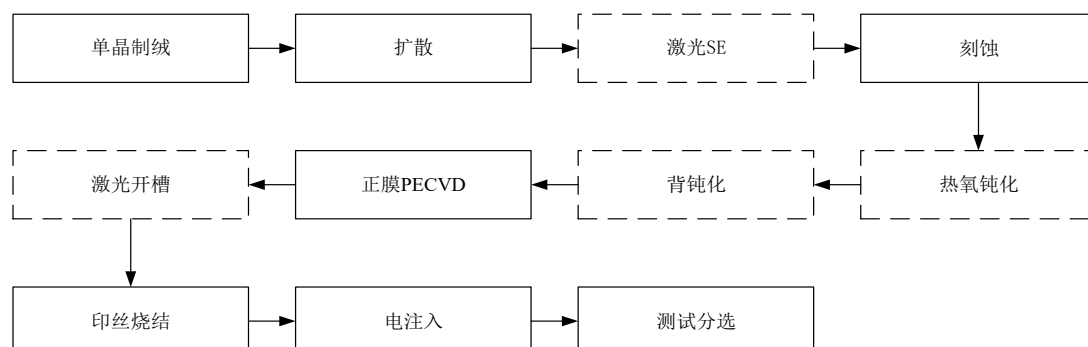 单晶制绒
扩散
激光SE
刻蚀
热氧钝化
背钝化
正膜PECVD
激光开槽
印丝烧结
电注入
测试分选